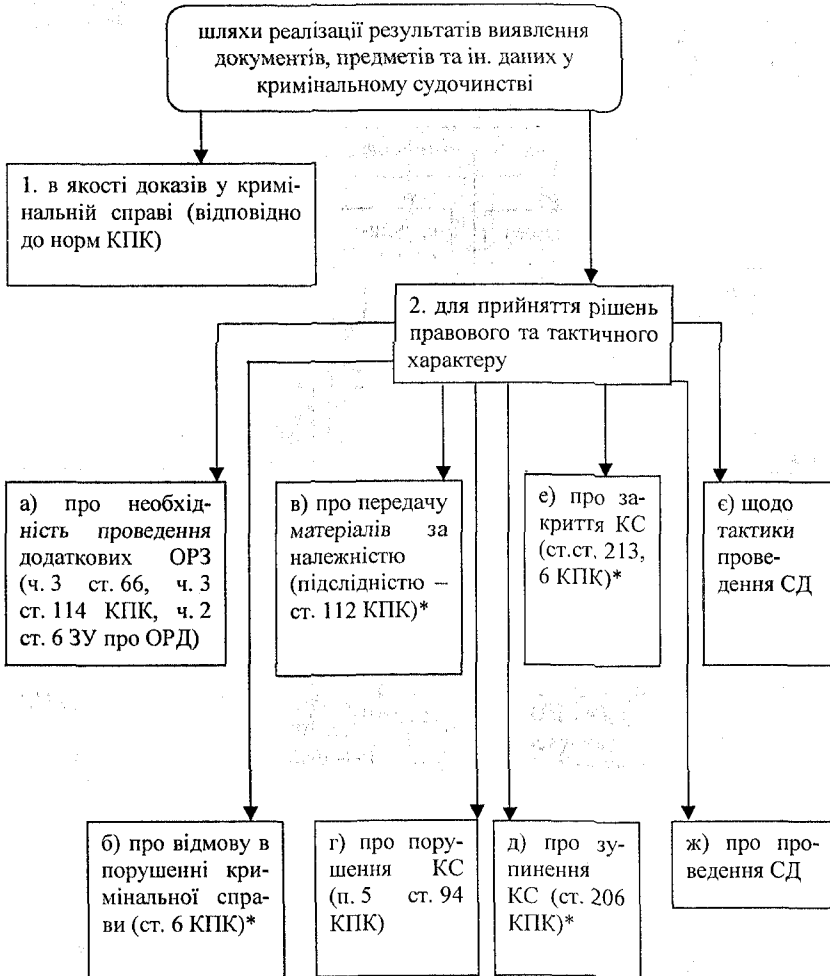 шляхи реалізації результатів виявлення
документів, предметів та ін. даних у
кримінальному судочинстві
1. в якості доказів у кримі-
нальній справі (відповідно
до норм КПК)
2. для прийняття рішень
правового та тактичного
характеру
а) про необхід-
ність проведення
додаткових ОРЗ
(ч. 3 ст. 66, ч. 3
ст. 114 КПК, ч. 2
ст. 6 ЗУ про ОРД)
в) про передачу
матеріалів за
належністю
(підслідністю –
ст. 112 КПК)*
е) про за-
криття КС
(ст.ст. 213,
6 КПК)*
є) щодо
тактики
прове-
дення СД
б) про відмову в
порушенні кри-
мінальної спра-
ви (ст. 6 КПК)*
г) про пору-
шення КС
(п. 5 ст. 94
КПК)
д) про зу-
пинення
КС (ст. 206
КПК)*
ж) про про-
ведення СД